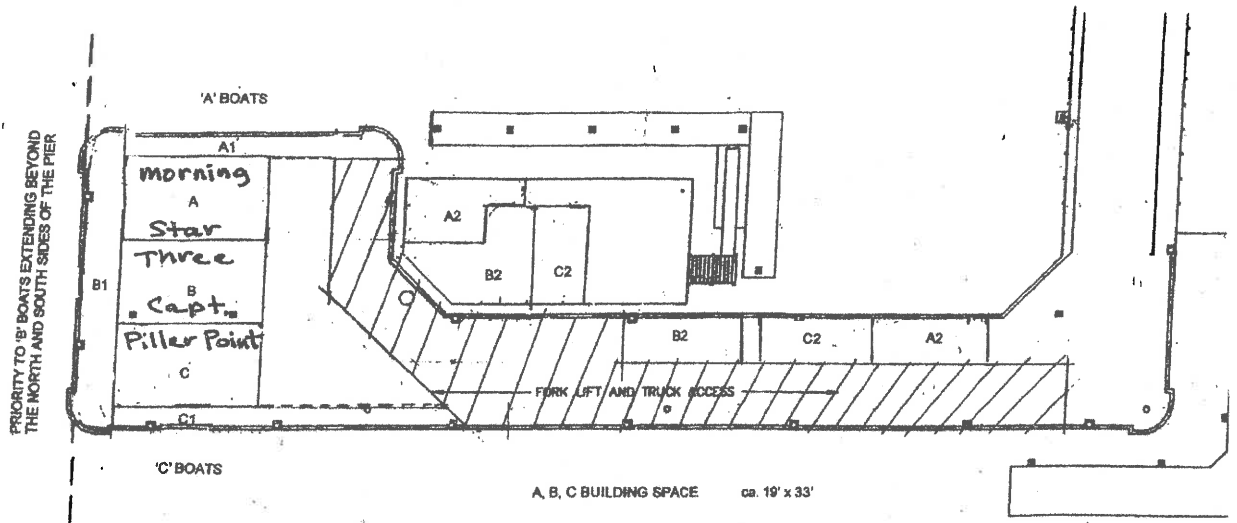 'A' BOATS
PRIORITY TO 'B' BOATS EXTENDING BEYOND
THE NORTH AND SOUTH SIDES OF THE PIER
A1
morning
A
Star
Three
B
Capt.
Piller Point
C
B1
C1
A2
B2
C2
B2
C2
A2
FORK LIFT AND TRUCK ACCESS
'C' BOATS
A, B, C BUILDING SPACE ca. 19' x 33'